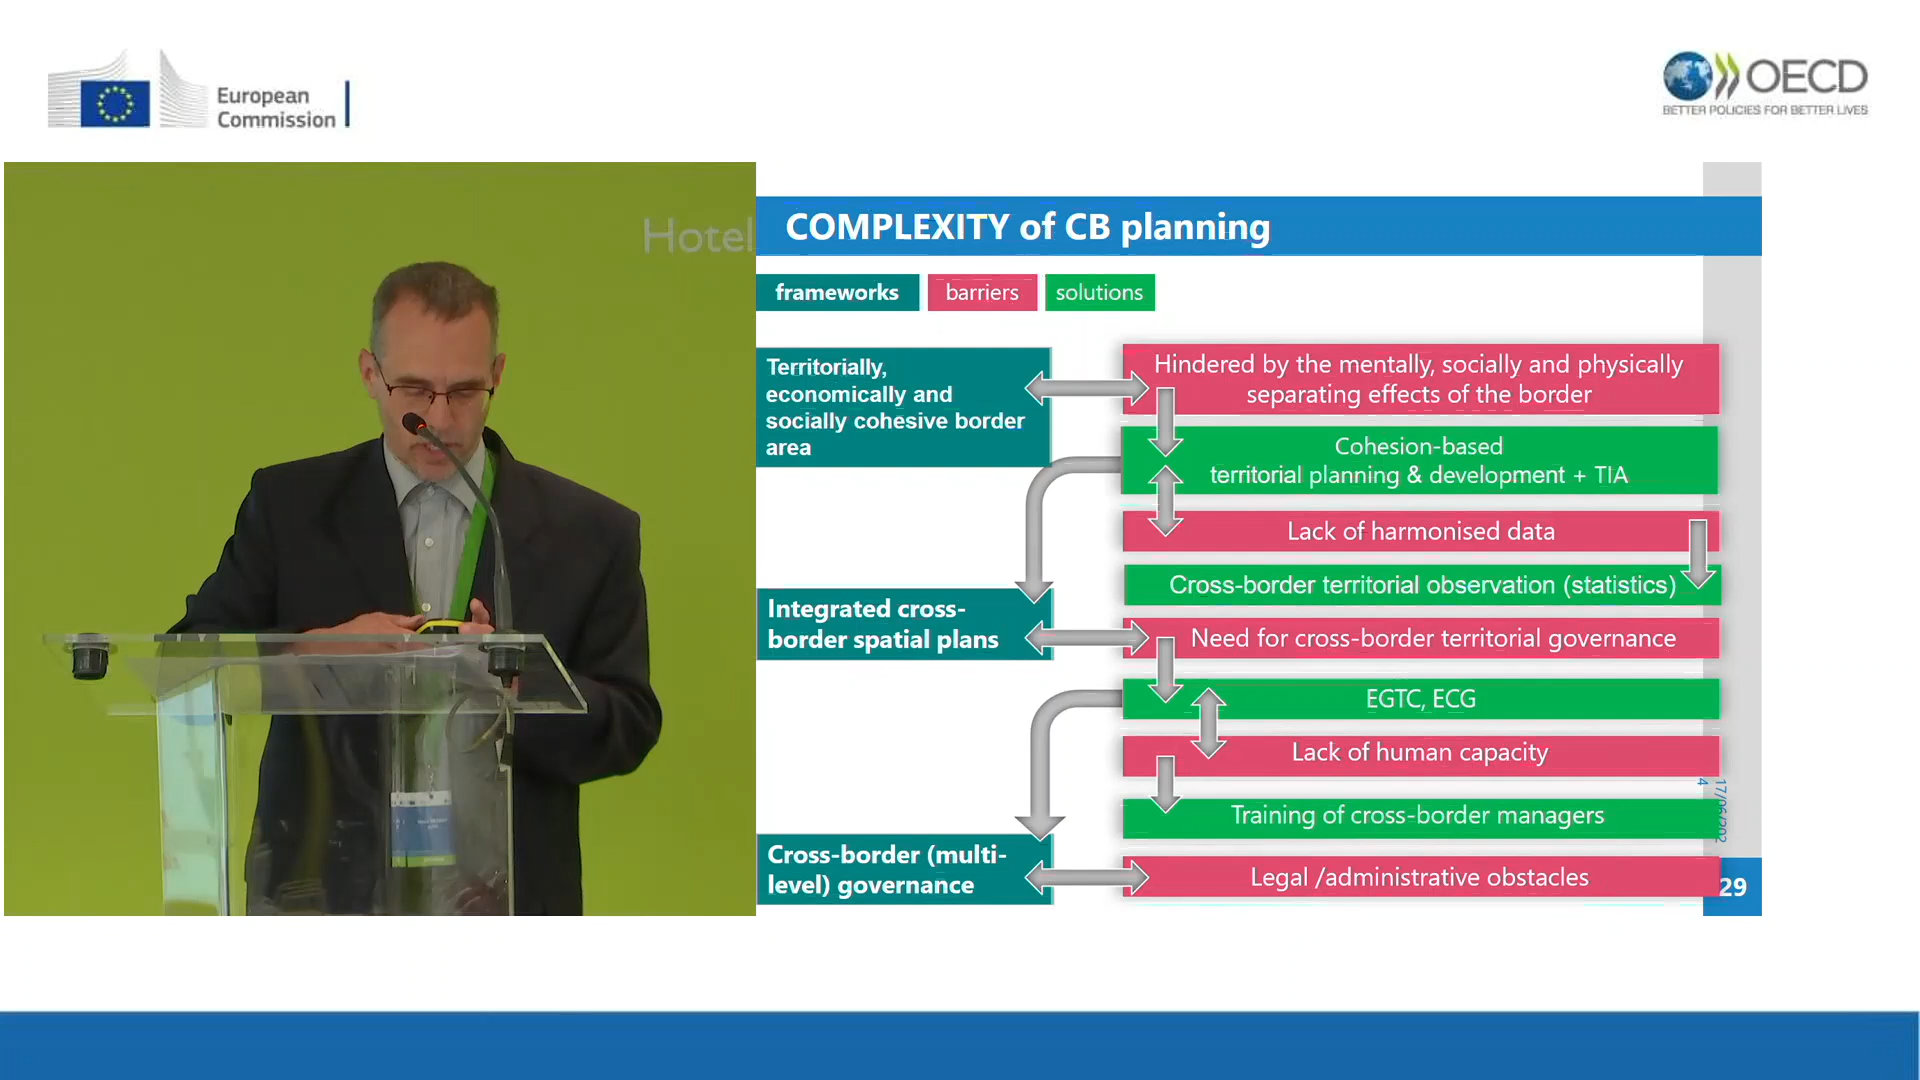 European
Commission
OECD
BETTER POLICIES FOR BETTER LIVES
Hotel
COMPLEXITY of CB planning
frameworks
barriers
solutions
Territorially,
economically and
socially cohesive border
area
Hindered by the mentally, socially and physically
separating effects of the border
Cohesion-based
territorial planning & development + TIA
Lack of harmonised data
Cross-border territorial observation (statistics)
Integrated cross-
border spatial plans
Need for cross-border territorial governance
EGTC, ECG
Lack of human capacity
Training of cross-border managers
17/06/202
4
Cross-border (multi-
level) governance
Legal /administrative obstacles
29